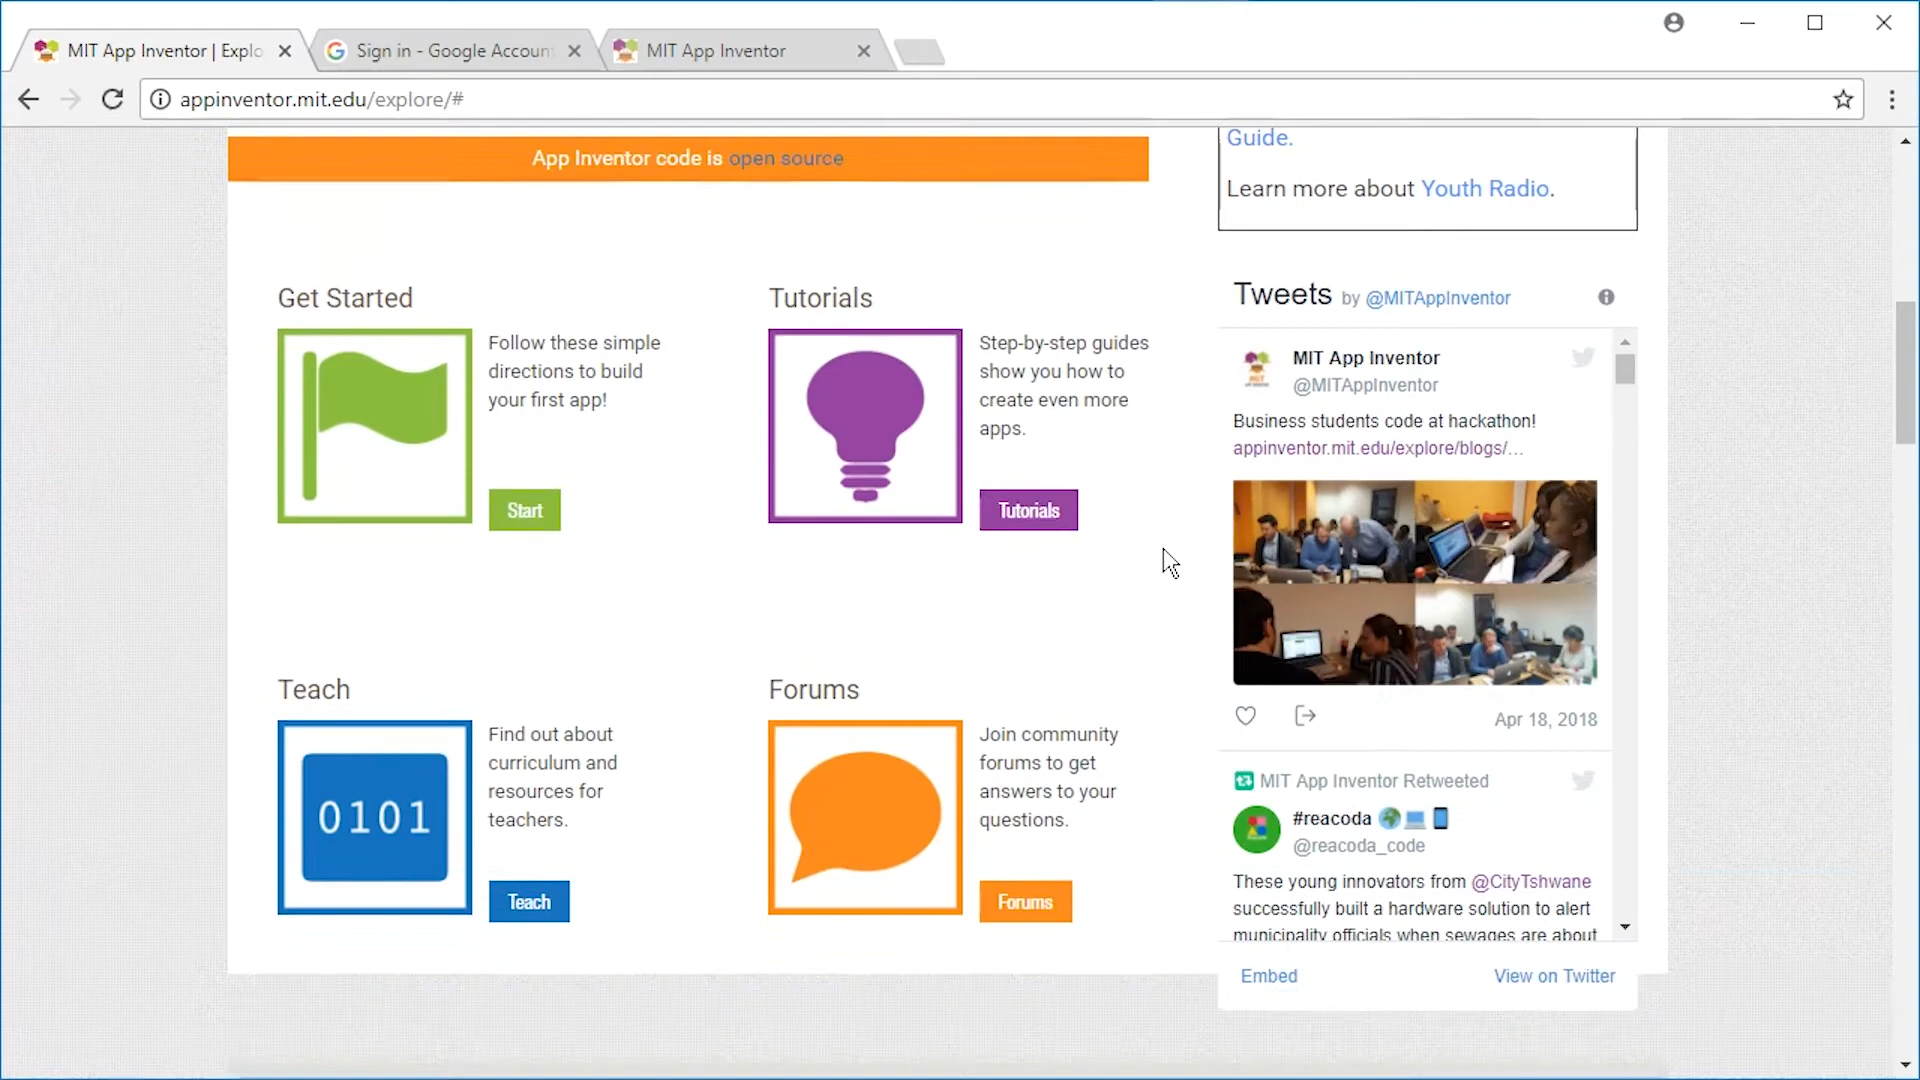 MIT App Inventor | Explo
Sign in - Google Accoun
MIT App Inventor
appinventor.mit.edu/explore/#
App Inventor code is open source
Guide.
Learn more about Youth Radio.
Get Started
Follow these simple
directions to build
your first app!
Start
Tutorials
Step-by-step guides
show you how to
create even more
apps.
Tutorials
Teach
0101
Find out about
curriculum and
resources for
teachers.
Teach
Forums
Join community
forums to get
answers to your
questions.
Forums
Tweets by @MITAppInventor
MIT App Inventor
@MITAppInventor
Business students code at hackathon!
appinventor.mit.edu/explore/blogs/…
Apr 18, 2018
MIT App Inventor Retweeted
#reacoda
@reacoda_code
These young innovators from @CityTshwane
successfully built a hardware solution to alert
municipality officials when sewages are about
Embed
View on Twitter